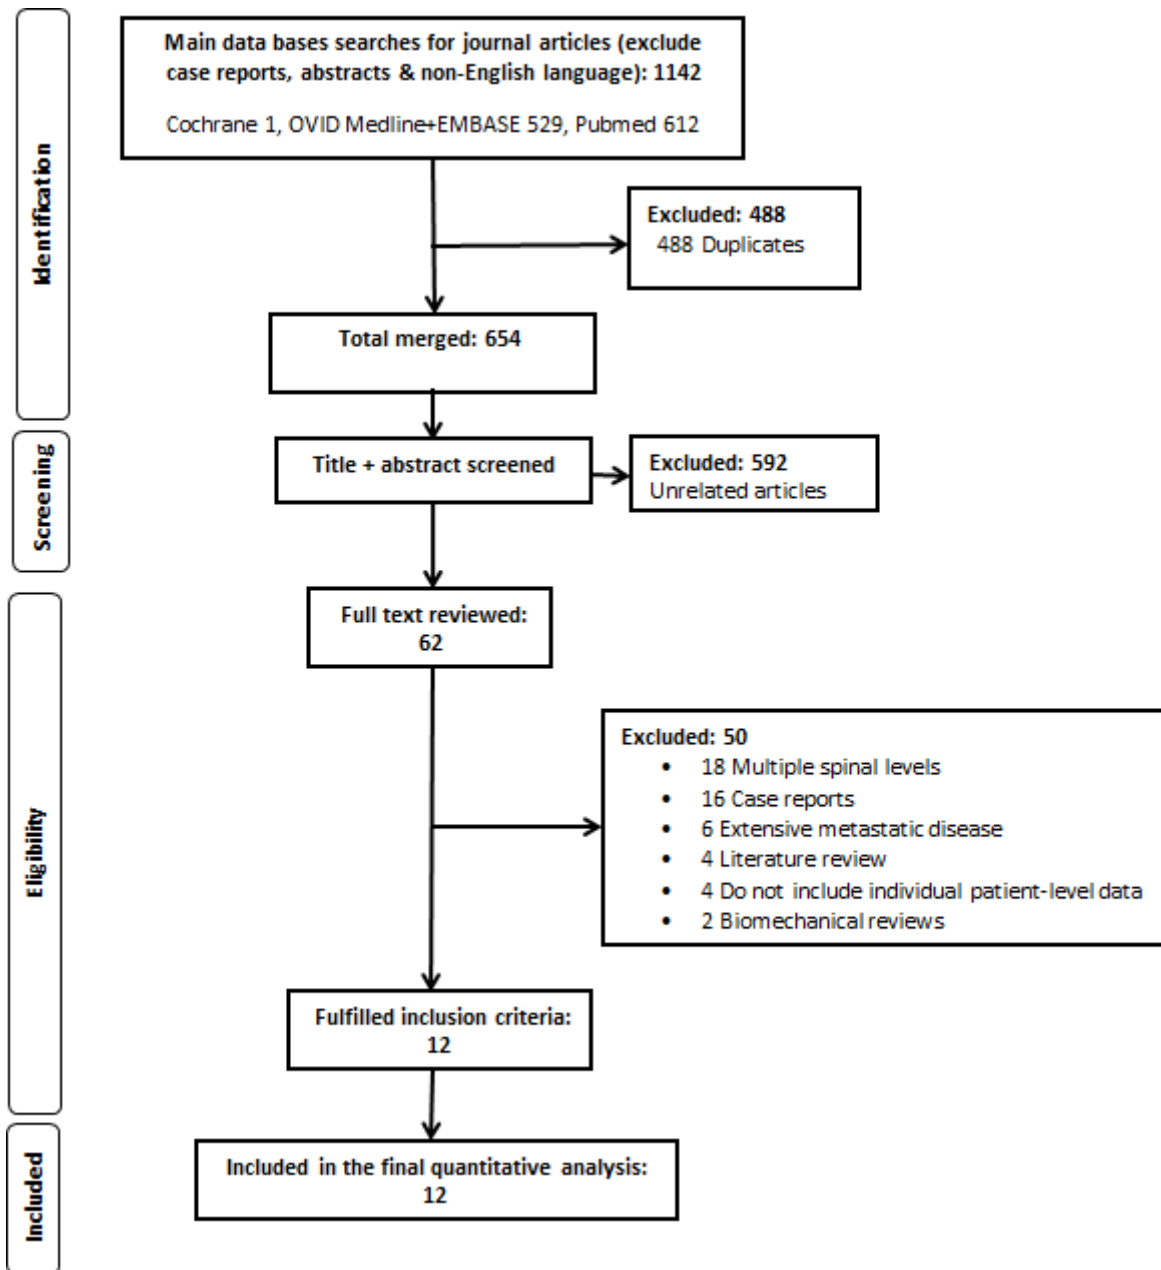 Identification
Main data bases searches for journal articles (exclude
case reports, abstracts & non-English language): 1142
Cochrane 1, OVID Medline+EMBASE 529, Pubmed 612
Excluded: 488
488 Duplicates
Total merged: 654
Screening
Title + abstract screened
Excluded: 592
Unrelated articles
Eligibility
Full text reviewed:
62
Excluded: 50
• 18 Multiple spinal levels
• 16 Case reports
• 6 Extensive metastatic disease
• 4 Literature review
• 4 Do not include individual patient-level data
• 2 Biomechanical reviews
Fulfilled inclusion criteria:
12
Included
Included in the final quantitative analysis:
12